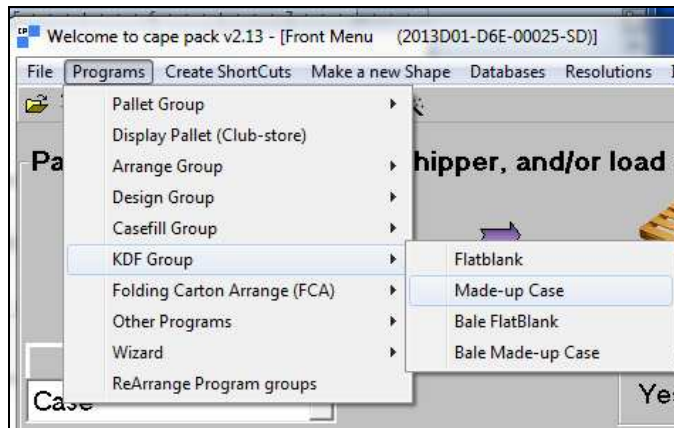 Welcome to cape pack v2.13 - [Front Menu (2013D01-D6E-00025-SD)]
File Programs Create ShortCuts Make a new Shape Databases Resolutions
Pallet Group
Display Pallet (Club-store)
Pa
Arrange Group
hipper, and/or load
Design Group
Casefill Group
KDF Group
Flatblank
Folding Carton Arrange (FCA)
Made-up Case
Other Programs
Bale FlatBlank
Wizard
Bale Made-up Case
ReArrange Program groups
Case
Yes